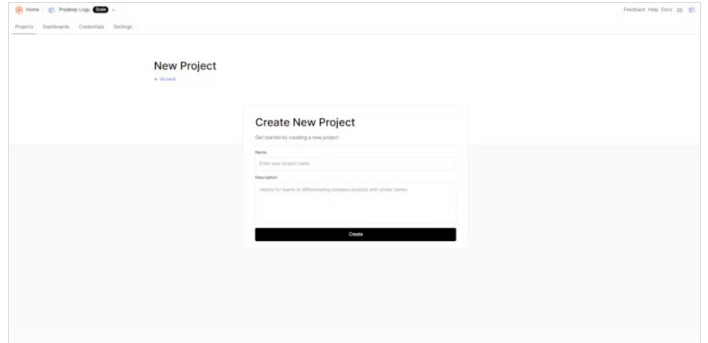 Home Pradeep Logu Scale
Feedback Help Docs
Projects Dashboards Credentials Settings
New Project
Go back
Create New Project
Get started by creating a new project
Name
Enter your project name
Description
Helpful for teams or differentiating between projects with similar names
Create